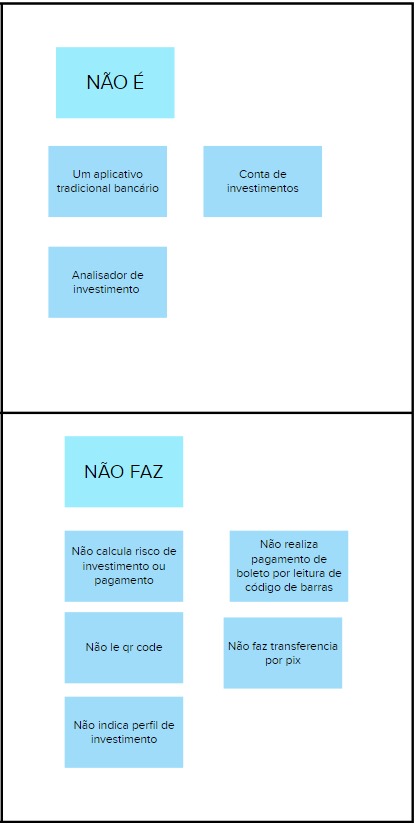 NÃO É
Um aplicativo
tradicional bancário
Conta de
investimentos
Analisador de
investimento
NÃO FAZ
Não calcula risco de
investimento ou
pagamento
Não realiza
pagamento de
boleto por leitura de
código de barras
Não le qr code
Não faz transferencia
por pix
Não indica perfil de
investimento